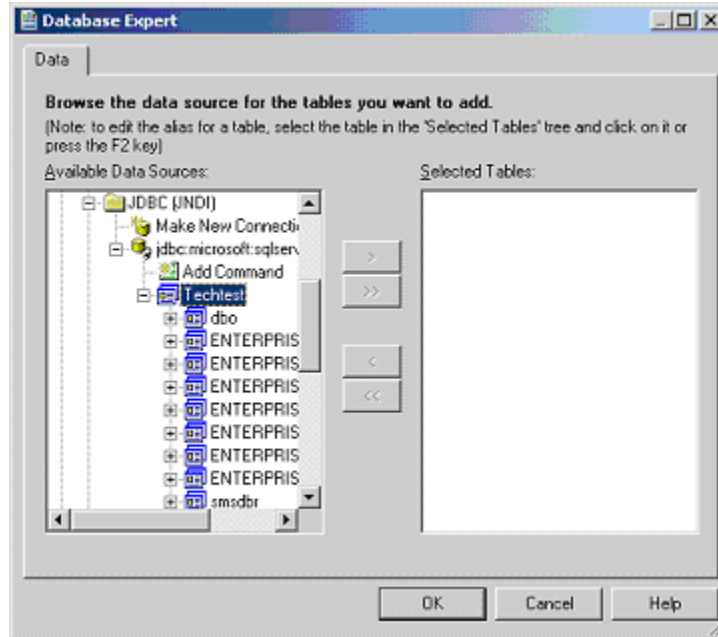 Database Expert
Data
Browse the data source for the tables you want to add.
(Note: to edit the alias for a table, select the table in the 'Selected Tables' tree and click on it or
press the F2 key)
Available Data Sources:
Selected Tables:
JDBC (JNDI)
Make New Connecti
jdbc:microsoft:sqlserv
Add Command
Techtest
dbo
ENTERPRIS
ENTERPRIS
ENTERPRIS
ENTERPRIS
ENTERPRIS
ENTERPRIS
ENTERPRIS
smsdbr
>
>>
<
<<
OK
Cancel
Help